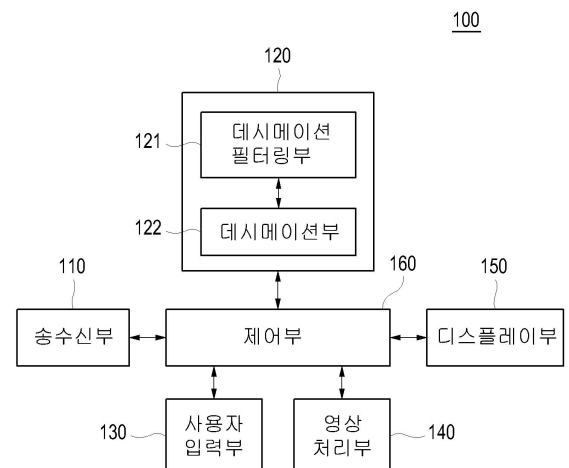 100
120
121
데시메이션
필터링부
122
데시메이션부
110
160
150
송수신부
제어부
디스플레이부
130
사용자
입력부
영상
처리부
140